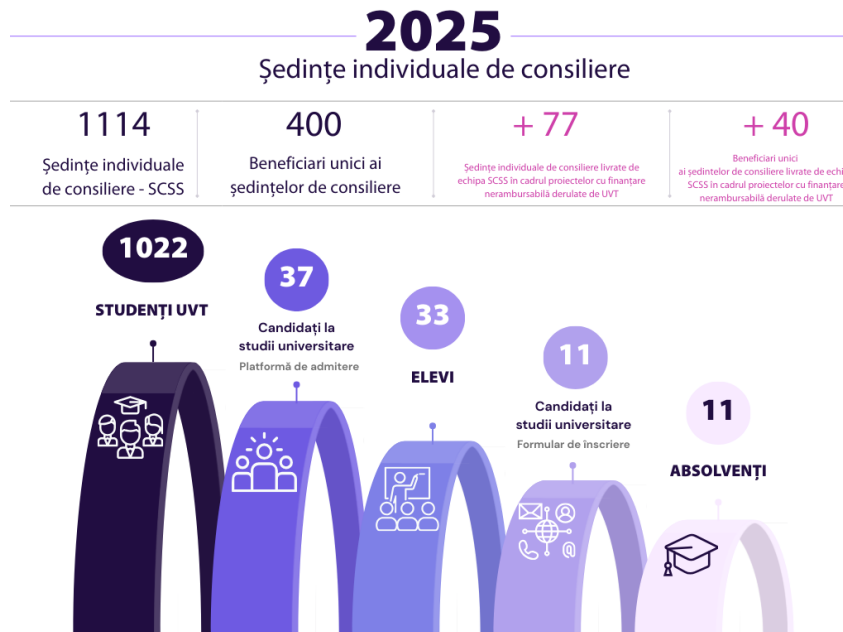 2025
Ședințe individuale de consiliere
1114
Ședințe individuale
de consiliere - SCSS
400
Beneficiari unici ai
ședințelor de consiliere
+ 77
Ședințe individuale de consiliere livrate de
echipa SCSS în cadrul proiectelor cu finanțare
nerambursabilă derulate de UVT
+ 40
Beneficiari unici
ai ședintelor de consiliere livrate de echi
SCSS în cadrul proiectelor cu finanțare
nerambursabilă derulate de UVT
1022
STUDENȚI UVT
37
Candidați la
studii universitare
Platformă de admitere
33
ELEVI
11
Candidați la
studii universitare
Formular de înscriere
11
ABSOLVENȚI